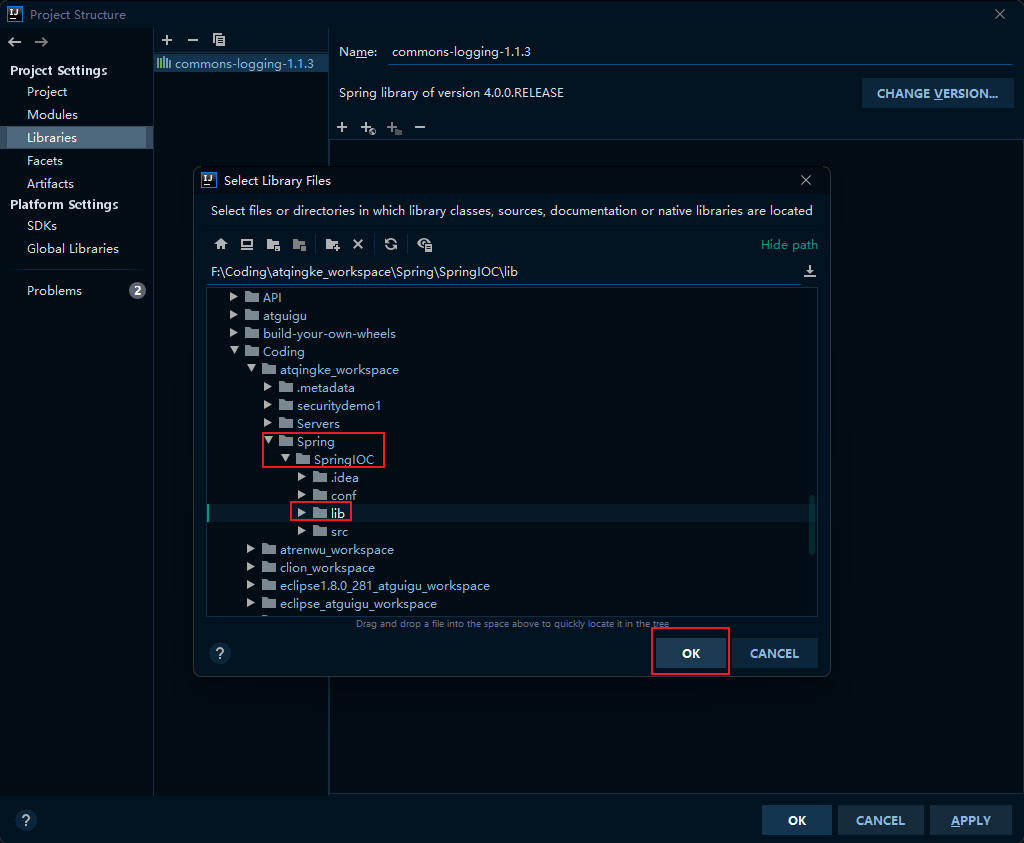 Project Structure
Project Settings
Project
Modules
Libraries
Facets
Artifacts
Platform Settings
SDKs
Global Libraries
Problems
2
commons-logging-1.1.3
Name: commons-logging-1.1.3
Spring library of version 4.0.0.RELEASE
CHANGE VERSION...
Select Library Files
Select files or directories in which library classes, sources, documentation or native libraries are located
Hide path
F:\Coding\atqingke_workspace\Spring\SpringIOC\lib
API
atguigu
build-your-own-wheels
Coding
atqingke_workspace
.metadata
securitydemo1
Servers
Spring
SpringIOC
.idea
conf
lib
src
atrenwu_workspace
clion_workspace
eclipse1.8.0_281_atguigu_workspace
eclipse_atguigu_workspace
Drag and drop a file into the space above to quickly locate it in the tree
?
OK
CANCEL
?
OK
CANCEL
APPLY